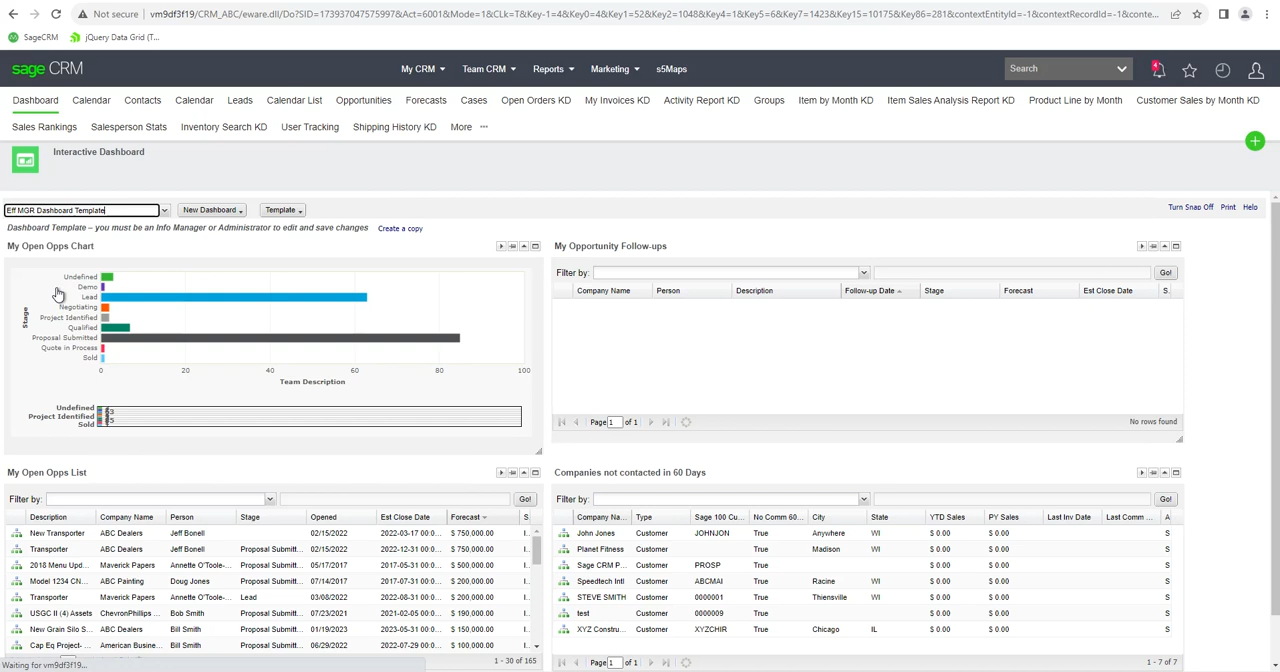 Not secure vm9df3f19/CRM_ABC/eware.dll/Do?SID=173937047575997&Act=6001&Mode=1&CLk=T&Key-1=4&Key0=4&Key1=52&Key2=1048&Key4=1&Key5=6&Key7=1423&Key15=10175&Key86=281&contextEntityId=-1&contextRecordId=-1&conte...
SageCRM jQuery Data Grid (T...
sage CRM My CRM Team CRM Reports Marketing s5Maps Search 4
Dashboard Calendar Contacts Calendar Leads Calendar List Opportunities Forecasts Cases Open Orders KD My Invoices KD Activity Report KD Groups Item by Month KD Item Sales Analysis Report KD Product Line by Month Customer Sales by Month KD
Sales Rankings Salesperson Stats Inventory Search KD User Tracking Shipping History KD More ...
Interactive Dashboard
Eff MGR Dashboard Template New Dashboard Template Turn Snap Off Print Help
Dashboard Template – you must be an Info Manager or Administrator to edit and save changes Create a copy
My Open Opps Chart
Undefined
Demo
Lead
Negotiating
Project Identified
Qualified
Proposal Submitted
Quote in Process
Sold
Stage
0 20 40 60 80 100
Team Description
Undefined
Project Identified
Sold
My Opportunity Follow-ups
Filter by: Go!
Company Name Person Description Follow-up Date Stage Forecast Est Close Date S.
Page 1 of 1 No rows found
My Open Opps List
Filter by: Go!
Description Company Name Person Stage Opened Est Close Date Forecast S
New Transporter ABC Dealers Jeff Bonell 02/15/2022 2022-03-17 00:0... $ 750,000.00 I..
Transporter ABC Dealers Jeff Bonell Proposal Submitt... 02/15/2022 2022-12-31 00:0... $ 750,000.00 I..
2018 Menu Upd... Maverick Papers Annette O'Toole-... Proposal Submitt... 05/17/2017 2017-05-31 00:0... $ 500,000.00 I..
Model 1234 CN... ABC Painting Doug Jones Proposal Submitt... 07/14/2017 2017-07-31 00:0... $ 200,000.00 I..
Transporter Maverick Papers Annette O'Toole-... Lead 03/08/2022 2022-08-31 00:0... $ 200,000.00 I..
USGC II (4) Assets ChevronPhillips ... Bob Smith Proposal Submitt... 07/23/2021 2021-02-05 00:0... $ 190,000.00 I..
New Grain Silo S... ABC Dealers Bill Smith Proposal Submitt... 01/19/2023 2023-05-31 00:0... $ 150,000.00 I..
Cap Eq Project- ... American Busine... Bill Smith Proposal Submitt... 06/29/2022 2022-07-29 00:0... $ 100,000.00 I..
1 - 30 of 165
Companies not contacted in 60 Days
Filter by: Go!
Company Na... Type Sage 100 Cu... No Comm 60... City State YTD Sales PY Sales Last Inv Date Last Comm ... A
John Jones Customer JOHNJON True Anywhere WI $ 0.00 $ 0.00 S
Planet Fitness Customer True Madison WI $ 0.00 $ 0.00 S
Sage CRM P... Customer PROSP True $ 0.00 $ 0.00 S
Speedtech Intl Customer ABCMAI True Racine WI $ 0.00 $ 0.00 S
STEVE SMITH Customer 0000001 True Thiensville WI $ 0.00 $ 0.00 S
test Customer 0000009 True $ 0.00 $ 0.00 S
XYZ Constru... Customer XYZCHIR True Chicago IL $ 0.00 $ 0.00 S
Page 1 of 1 1 - 7 of 7
Waiting for vm9df3f19...